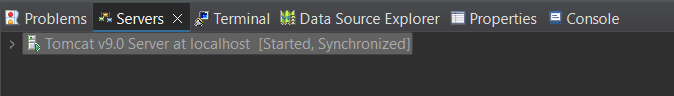 Problems Servers Terminal Data Source Explorer Properties Console
Tomcat v9.0 Server at localhost [Started, Synchronized]